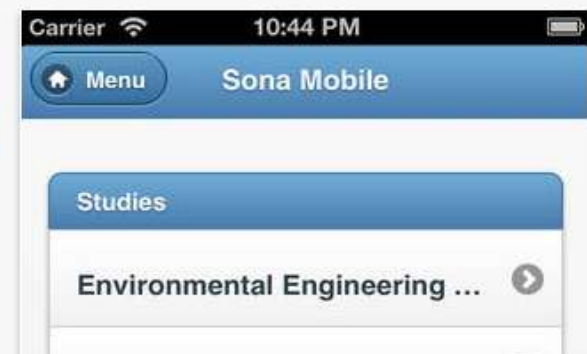 Carrier 10:44 PM
Menu Sona Mobile
Studies
Environmental Engineering ...